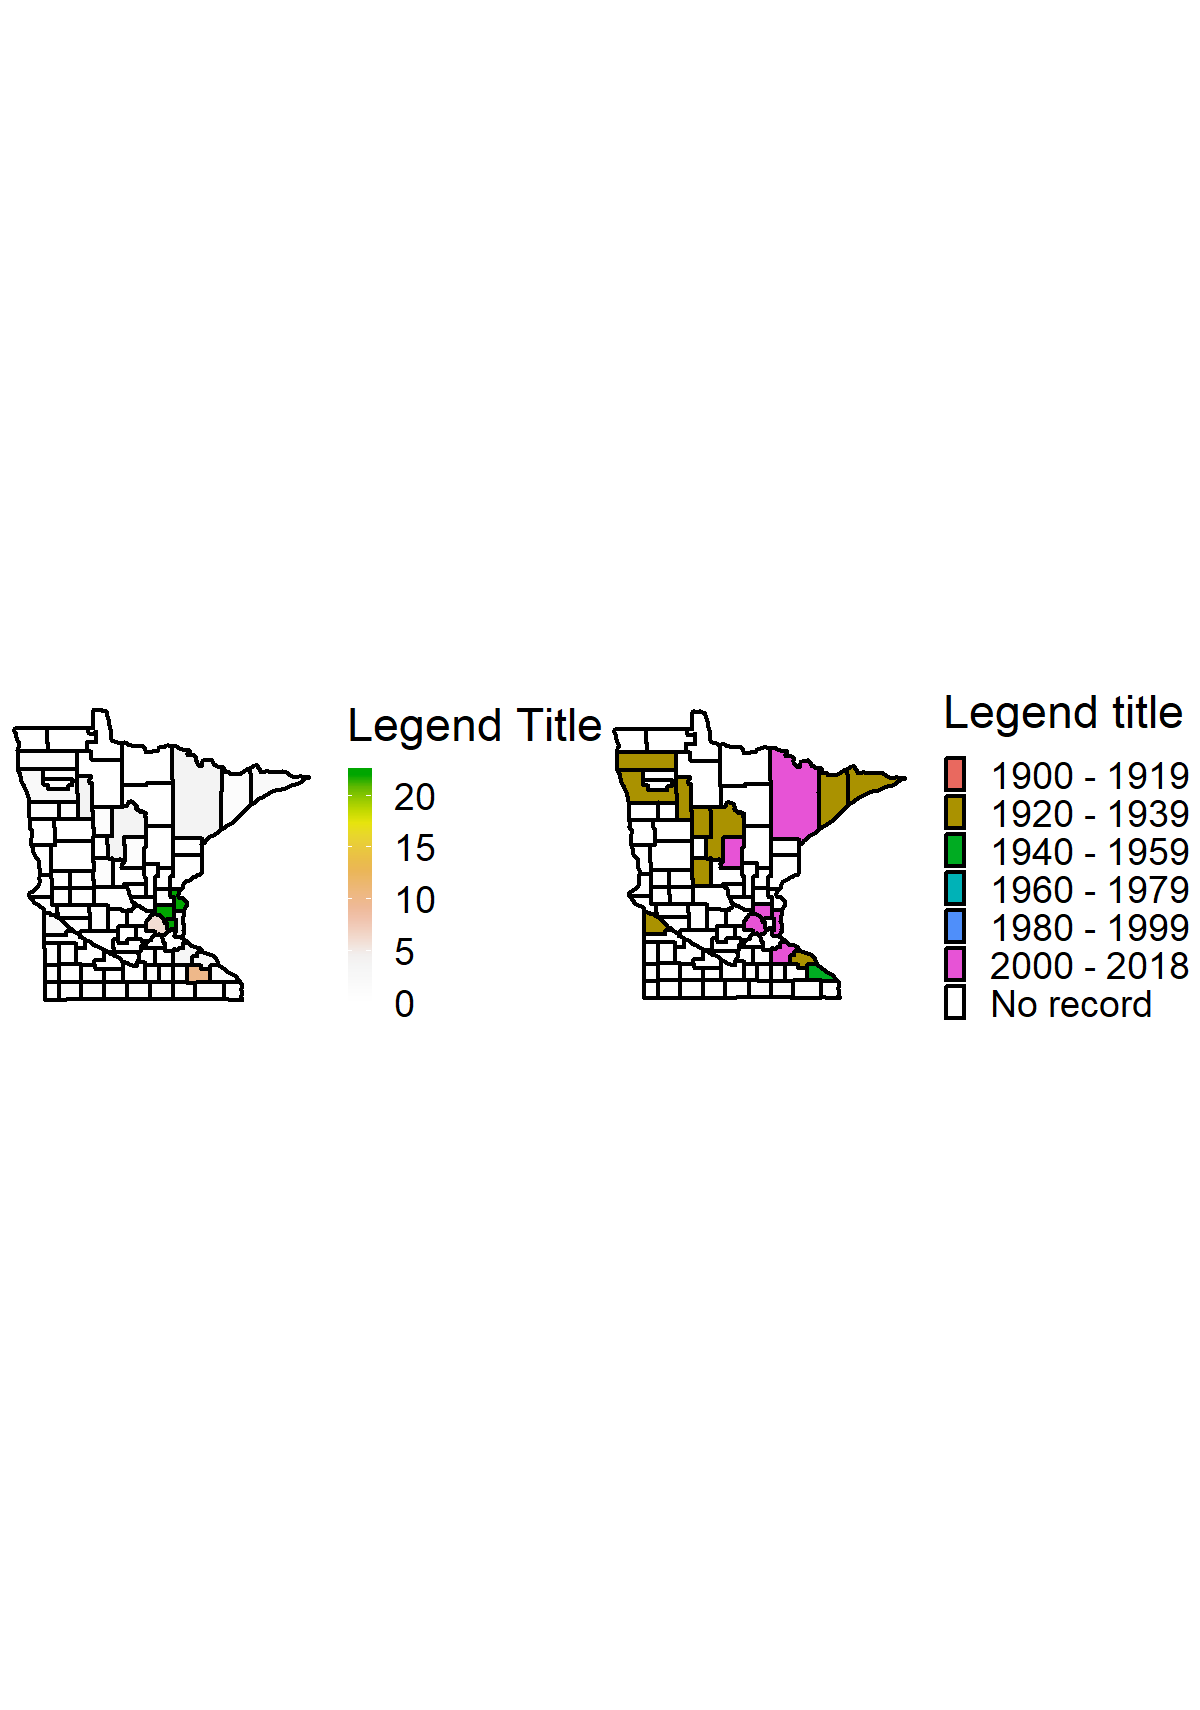 Legend Title
20
15
10
5
0
Legend title
1900 - 1919
1920 - 1939
1940 - 1959
1960 - 1979
1980 - 1999
2000 - 2018
No record